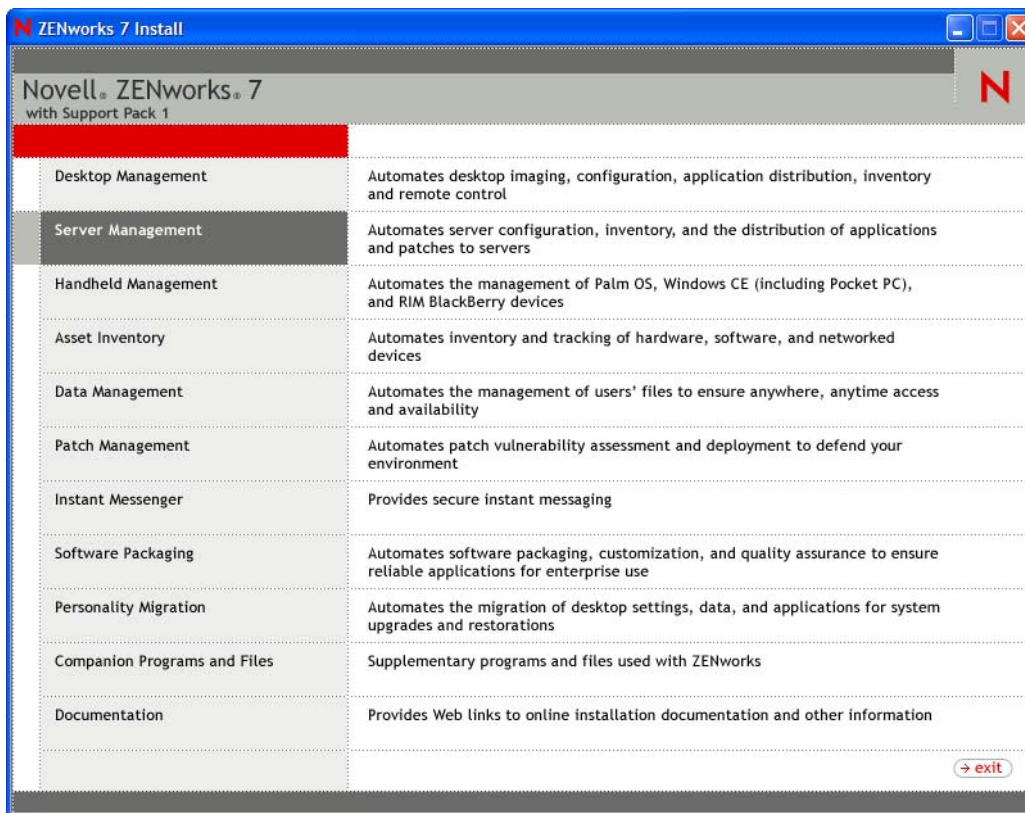 N ZENworks 7 Install
Novell® ZENworks® 7
with Support Pack 1
N
Desktop Management
Automates desktop imaging, configuration, application distribution, inventory
and remote control
Server Management
Automates server configuration, inventory, and the distribution of applications
and patches to servers
Handheld Management
Automates the management of Palm OS, Windows CE (including Pocket PC),
and RIM BlackBerry devices
Asset Inventory
Automates inventory and tracking of hardware, software, and networked
devices
Data Management
Automates the management of users’ files to ensure anywhere, anytime access
and availability
Patch Management
Automates patch vulnerability assessment and deployment to defend your
environment
Instant Messenger
Provides secure instant messaging
Software Packaging
Automates software packaging, customization, and quality assurance to ensure
reliable applications for enterprise use
Personality Migration
Automates the migration of desktop settings, data, and applications for system
upgrades and restorations
Companion Programs and Files
Supplementary programs and files used with ZENworks
Documentation
Provides Web links to online installation documentation and other information
→ exit